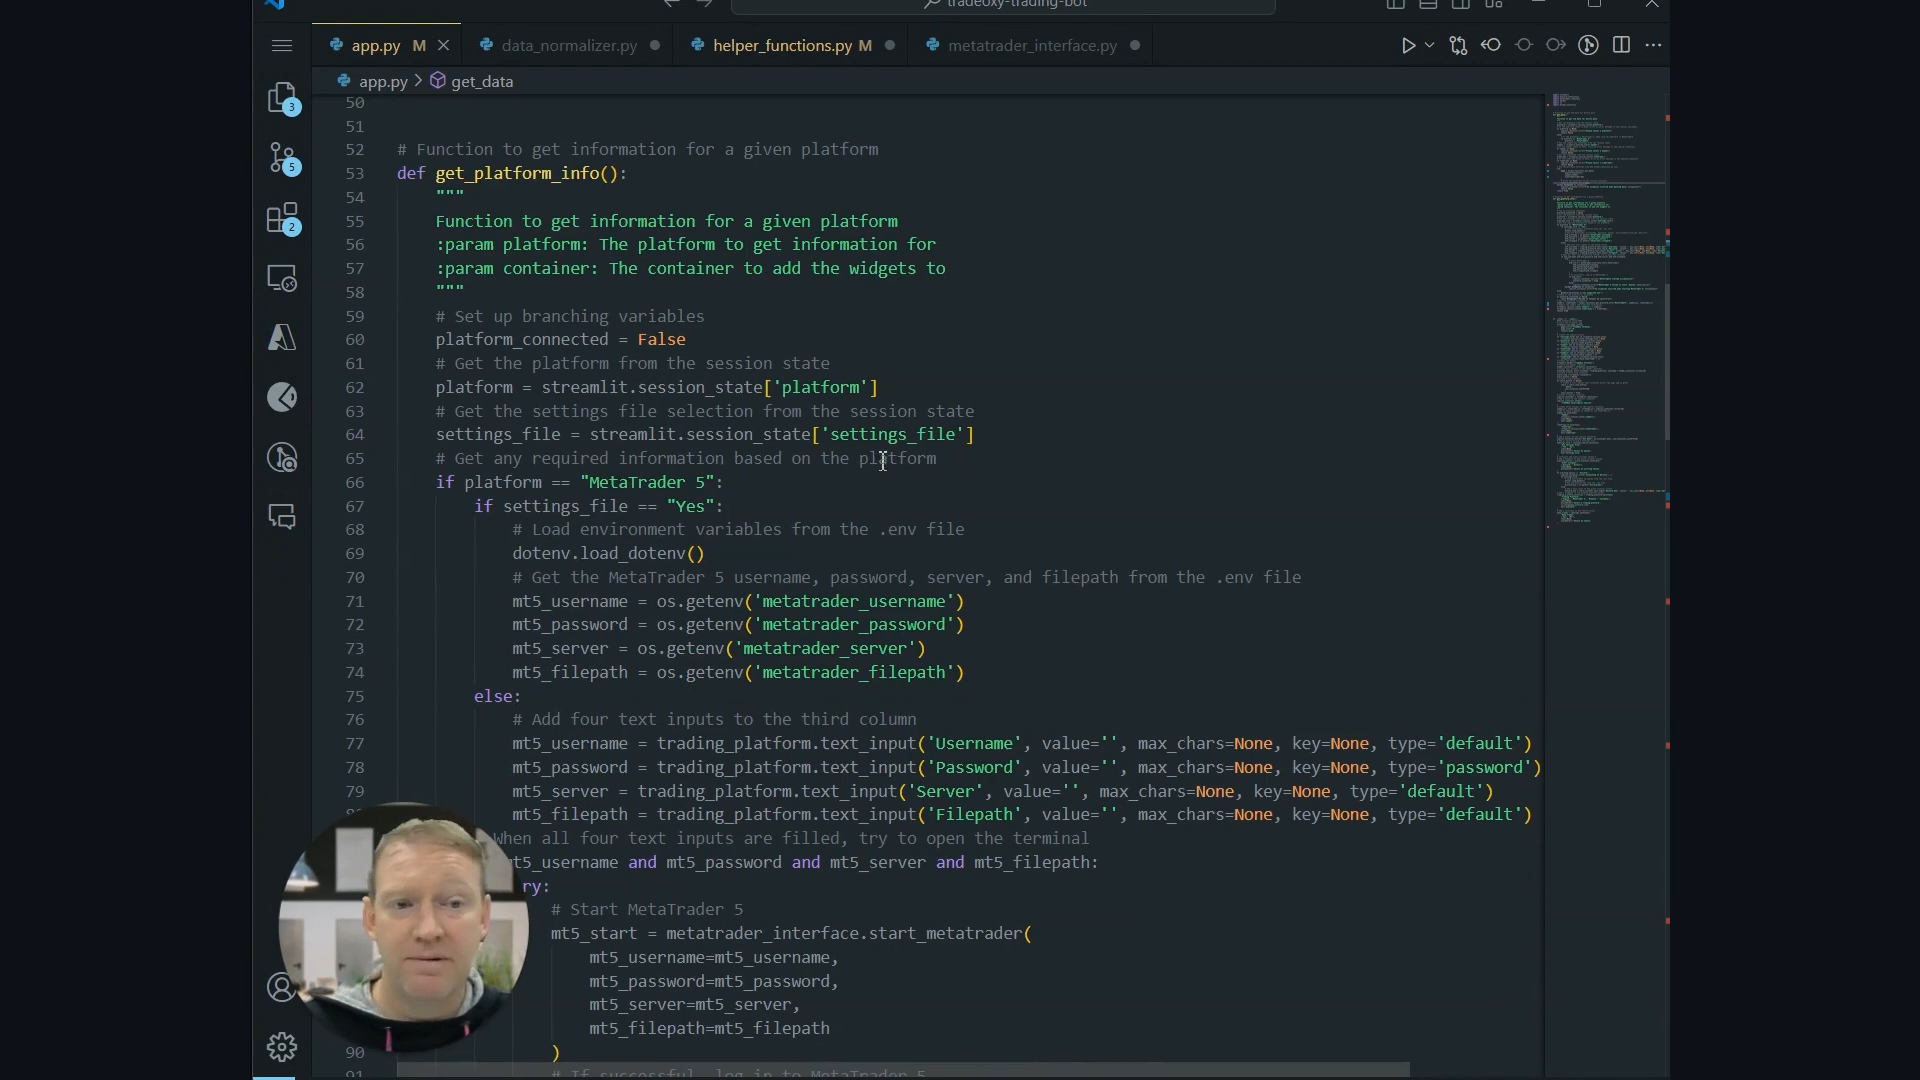 tradeoxy-trading-bot
app.py M
data_normalizer.py
helper_functions.py M
metatrader_interface.py
app.py > get_data
50
51
52 # Function to get information for a given platform
53 def get_platform_info():
54 """
55 Function to get information for a given platform
56 :param platform: The platform to get information for
57 :param container: The container to add the widgets to
58 """
59 # Set up branching variables
60 platform_connected = False
61 # Get the platform from the session state
62 platform = streamlit.session_state['platform']
63 # Get the settings file selection from the session state
64 settings_file = streamlit.session_state['settings_file']
65 # Get any required information based on the platform
66 if platform == "MetaTrader 5":
67 if settings_file == "Yes":
68 # Load environment variables from the .env file
69 dotenv.load_dotenv()
70 # Get the MetaTrader 5 username, password, server, and filepath from the .env file
71 mt5_username = os.getenv('metatrader_username')
72 mt5_password = os.getenv('metatrader_password')
73 mt5_server = os.getenv('metatrader_server')
74 mt5_filepath = os.getenv('metatrader_filepath')
75 else:
76 # Add four text inputs to the third column
77 mt5_username = trading_platform.text_input('Username', value='', max_chars=None, key=None, type='default')
78 mt5_password = trading_platform.text_input('Password', value='', max_chars=None, key=None, type='password')
79 mt5_server = trading_platform.text_input('Server', value='', max_chars=None, key=None, type='default')
mt5_filepath = trading_platform.text_input('Filepath', value='', max_chars=None, key=None, type='default')
When all four text inputs are filled, try to open the terminal
mt5_username and mt5_password and mt5_server and mt5_filepath:
ry:
# Start MetaTrader 5
mt5_start = metatrader_interface.start_metatrader(
mt5_username=mt5_username,
mt5_password=mt5_password,
mt5_server=mt5_server,
mt5_filepath=mt5_filepath
90 )
91 # If successful, log in to MetaTrader 5
3
5
2